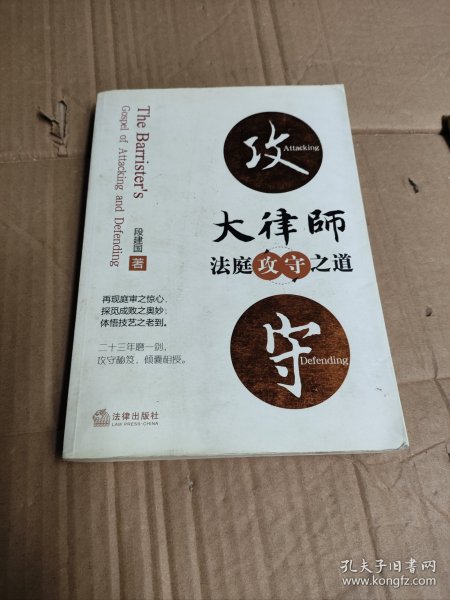 The Barrister's
Gospel of Attacking and Defending
段建国 著
攻
Attacking
大律師
法庭攻守之道
守
Defending
再现庭审之惊心,
探觅成败之奥妙,
体悟技艺之老到。
二十三年磨一剑,
攻守秘笈,倾囊相授。
法律出版社
LAW PRESS·CHINA
孔夫子旧书网
www.kongfz.com